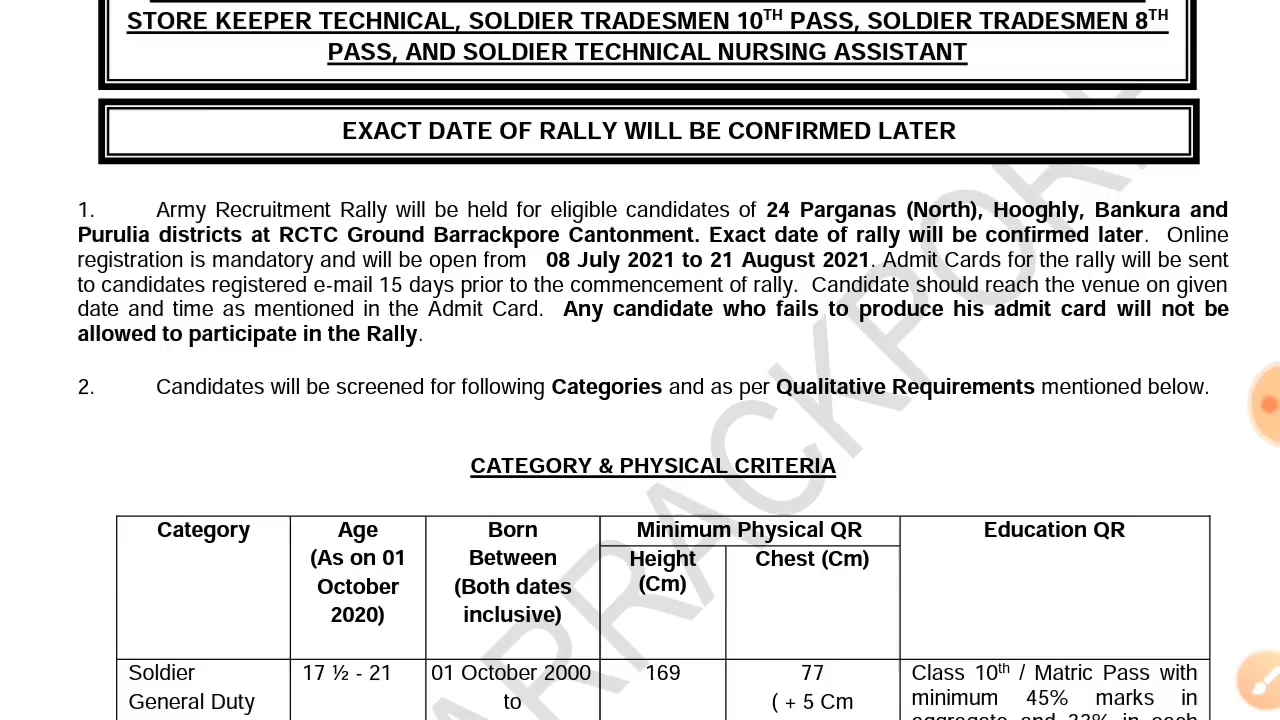 STORE KEEPER TECHNICAL, SOLDIER TRADESMEN 10TH PASS, SOLDIER TRADESMEN 8TH
PASS, AND SOLDIER TECHNICAL NURSING ASSISTANT
EXACT DATE OF RALLY WILL BE CONFIRMED LATER
1. Army Recruitment Rally will be held for eligible candidates of 24 Parganas (North), Hooghly, Bankura and
Purulia districts at RCTC Ground Barrackpore Cantonment. Exact date of rally will be confirmed later. Online
registration is mandatory and will be open from 08 July 2021 to 21 August 2021. Admit Cards for the rally will be sent
to candidates registered e-mail 15 days prior to the commencement of rally. Candidate should reach the venue on given
date and time as mentioned in the Admit Card. Any candidate who fails to produce his admit card will not be
allowed to participate in the Rally.
2. Candidates will be screened for following Categories and as per Qualitative Requirements mentioned below.
CATEGORY & PHYSICAL CRITERIA
Category
Age
(As on 01
October
2020)
Born
Between
(Both dates
inclusive)
Minimum Physical QR
Height
(Cm)
Chest (Cm)
Education QR
Soldier
General Duty
17 ½ - 21
01 October 2000
to
169
77
( + 5 Cm
Class 10th / Matric Pass with
minimum 45% marks in
aggregate and 33% in each
ARRACKPOR